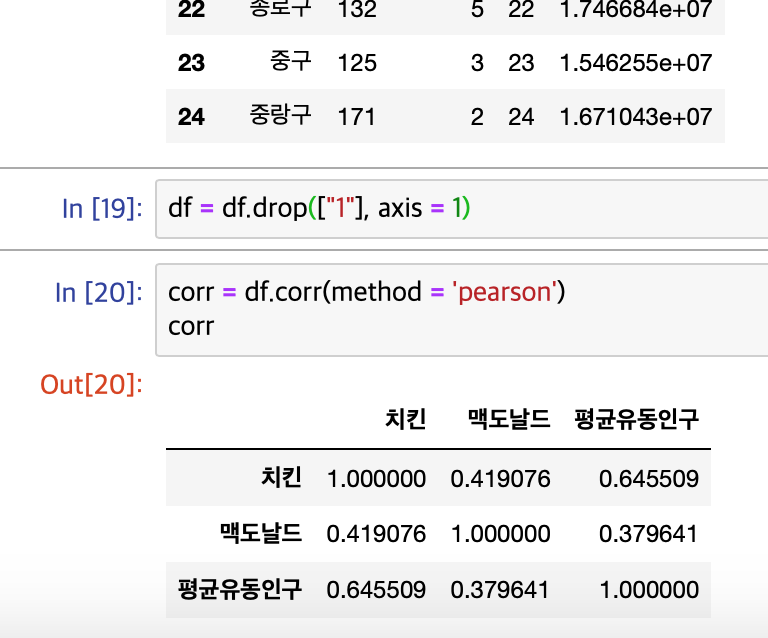 22 종로구 132 5 22 1.746684e+07
23 중구 125 3 23 1.546255e+07
24 중랑구 171 2 24 1.671043e+07
In [19]: df = df.drop(["1"], axis = 1)
In [20]: corr = df.corr(method = 'pearson')
corr
Out[20]:
치킨 맥도날드 평균유동인구
치킨 1.000000 0.419076 0.645509
맥도날드 0.419076 1.000000 0.379641
평균유동인구 0.645509 0.379641 1.000000